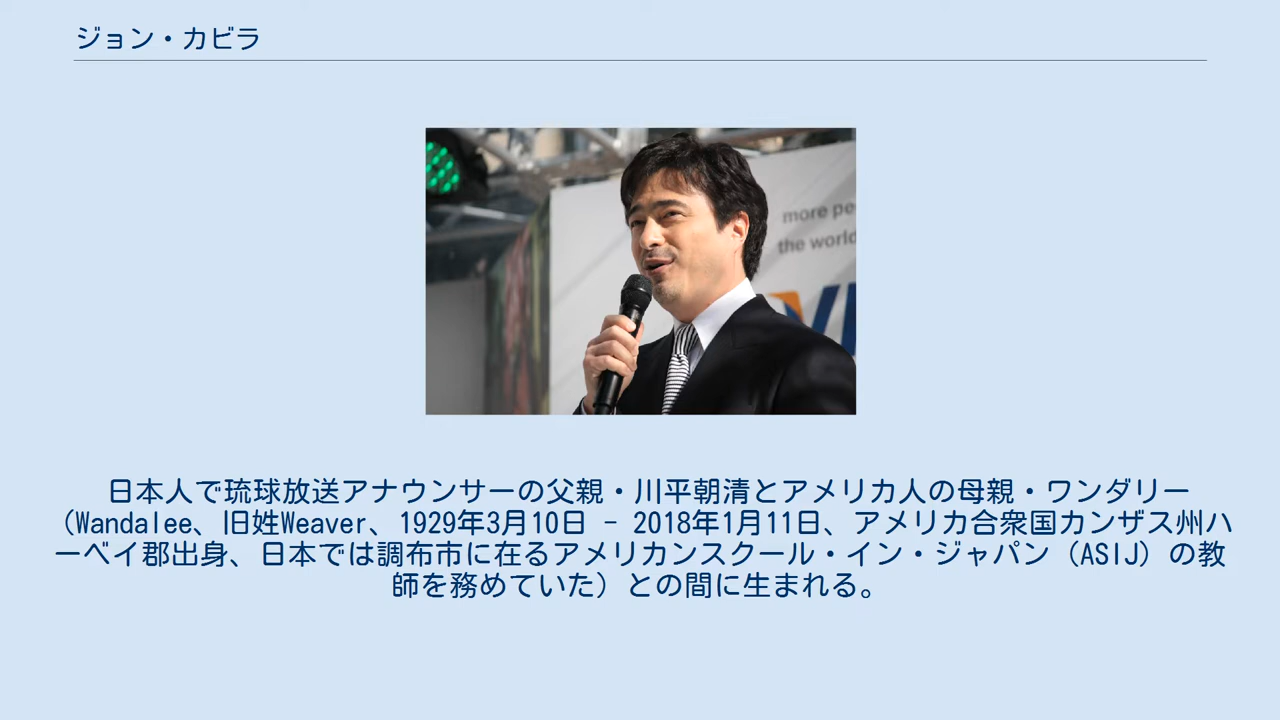 ジョン・カビラ
more pe
the world
日本人で琉球放送アナウンサーの父親・川平朝清とアメリカ人の母親・ワンダリー
（Wandalee、旧姓Weaver、1929年3月10日 - 2018年1月11日、アメリカ合衆国カンザス州ハ
ーベイ郡出身、日本では調布市に在るアメリカンスクール・イン・ジャパン（ASIJ）の教
師を務めていた）との間に生まれる。